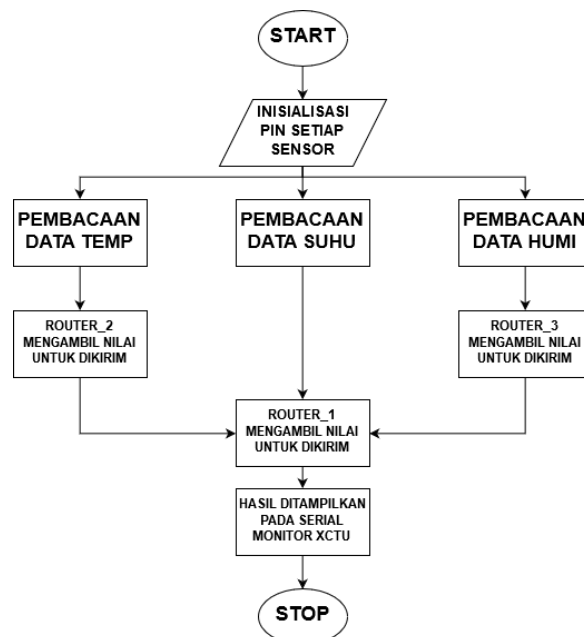 START
INISIALISASI
PIN SETIAP
SENSOR
PEMBACAAN
DATA TEMP
PEMBACAAN
DATA SUHU
PEMBACAAN
DATA HUMI
ROUTER_2
MENGAMBIL NILAI
UNTUK DIKIRIM
ROUTER_3
MENGAMBIL NILAI
UNTUK DIKIRIM
ROUTER_1
MENGAMBIL NILAI
UNTUK DIKIRIM
HASIL DITAMPILKAN
PADA SERIAL
MONITOR XCTU
STOP